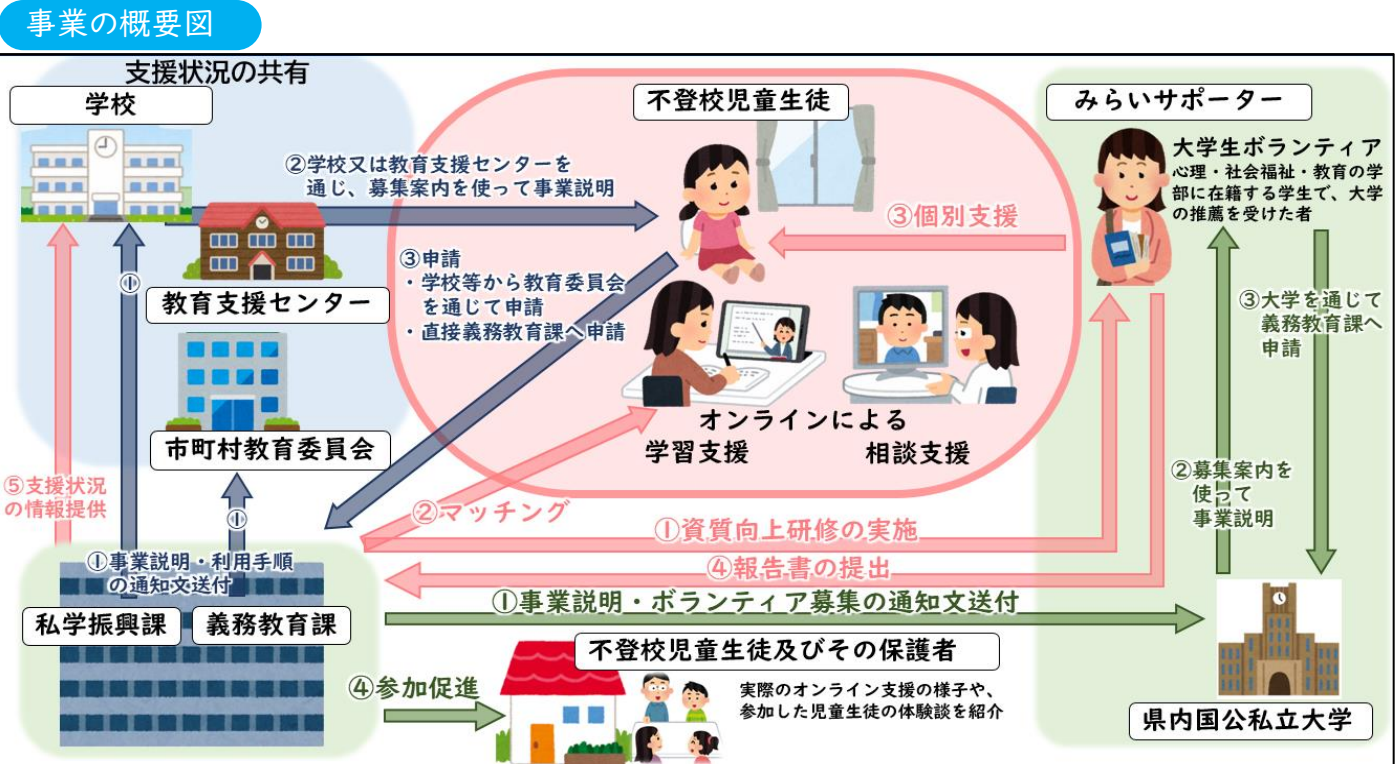 事業の概要図
支援状況の共有
学校
不登校児童生徒
みらいサポーター
大学生ボランティア
心理・社会福祉・教育の学
部に在籍する学生で、大学
の推薦を受けた者
②学校又は教育支援センターを
通じ、募集案内を使って事業説明
③個別支援
教育支援センター
①
③申請
・学校等から教育委員会
を通じて申請
・直接義務教育課へ申請
③大学を通じて
義務教育課へ
申請
市町村教育委員会
オンラインによる
学習支援
相談支援
⑤支援状況
の情報提供
①
②マッチング
②募集案内を
使って
事業説明
①資質向上研修の実施
①事業説明・利用手順
の通知文送付
④報告書の提出
①事業説明・ボランティア募集の通知文送付
私学振興課
義務教育課
不登校児童生徒及びその保護者
④参加促進
実際のオンライン支援の様子や、
参加した児童生徒の体験談を紹介
県内国公私立大学